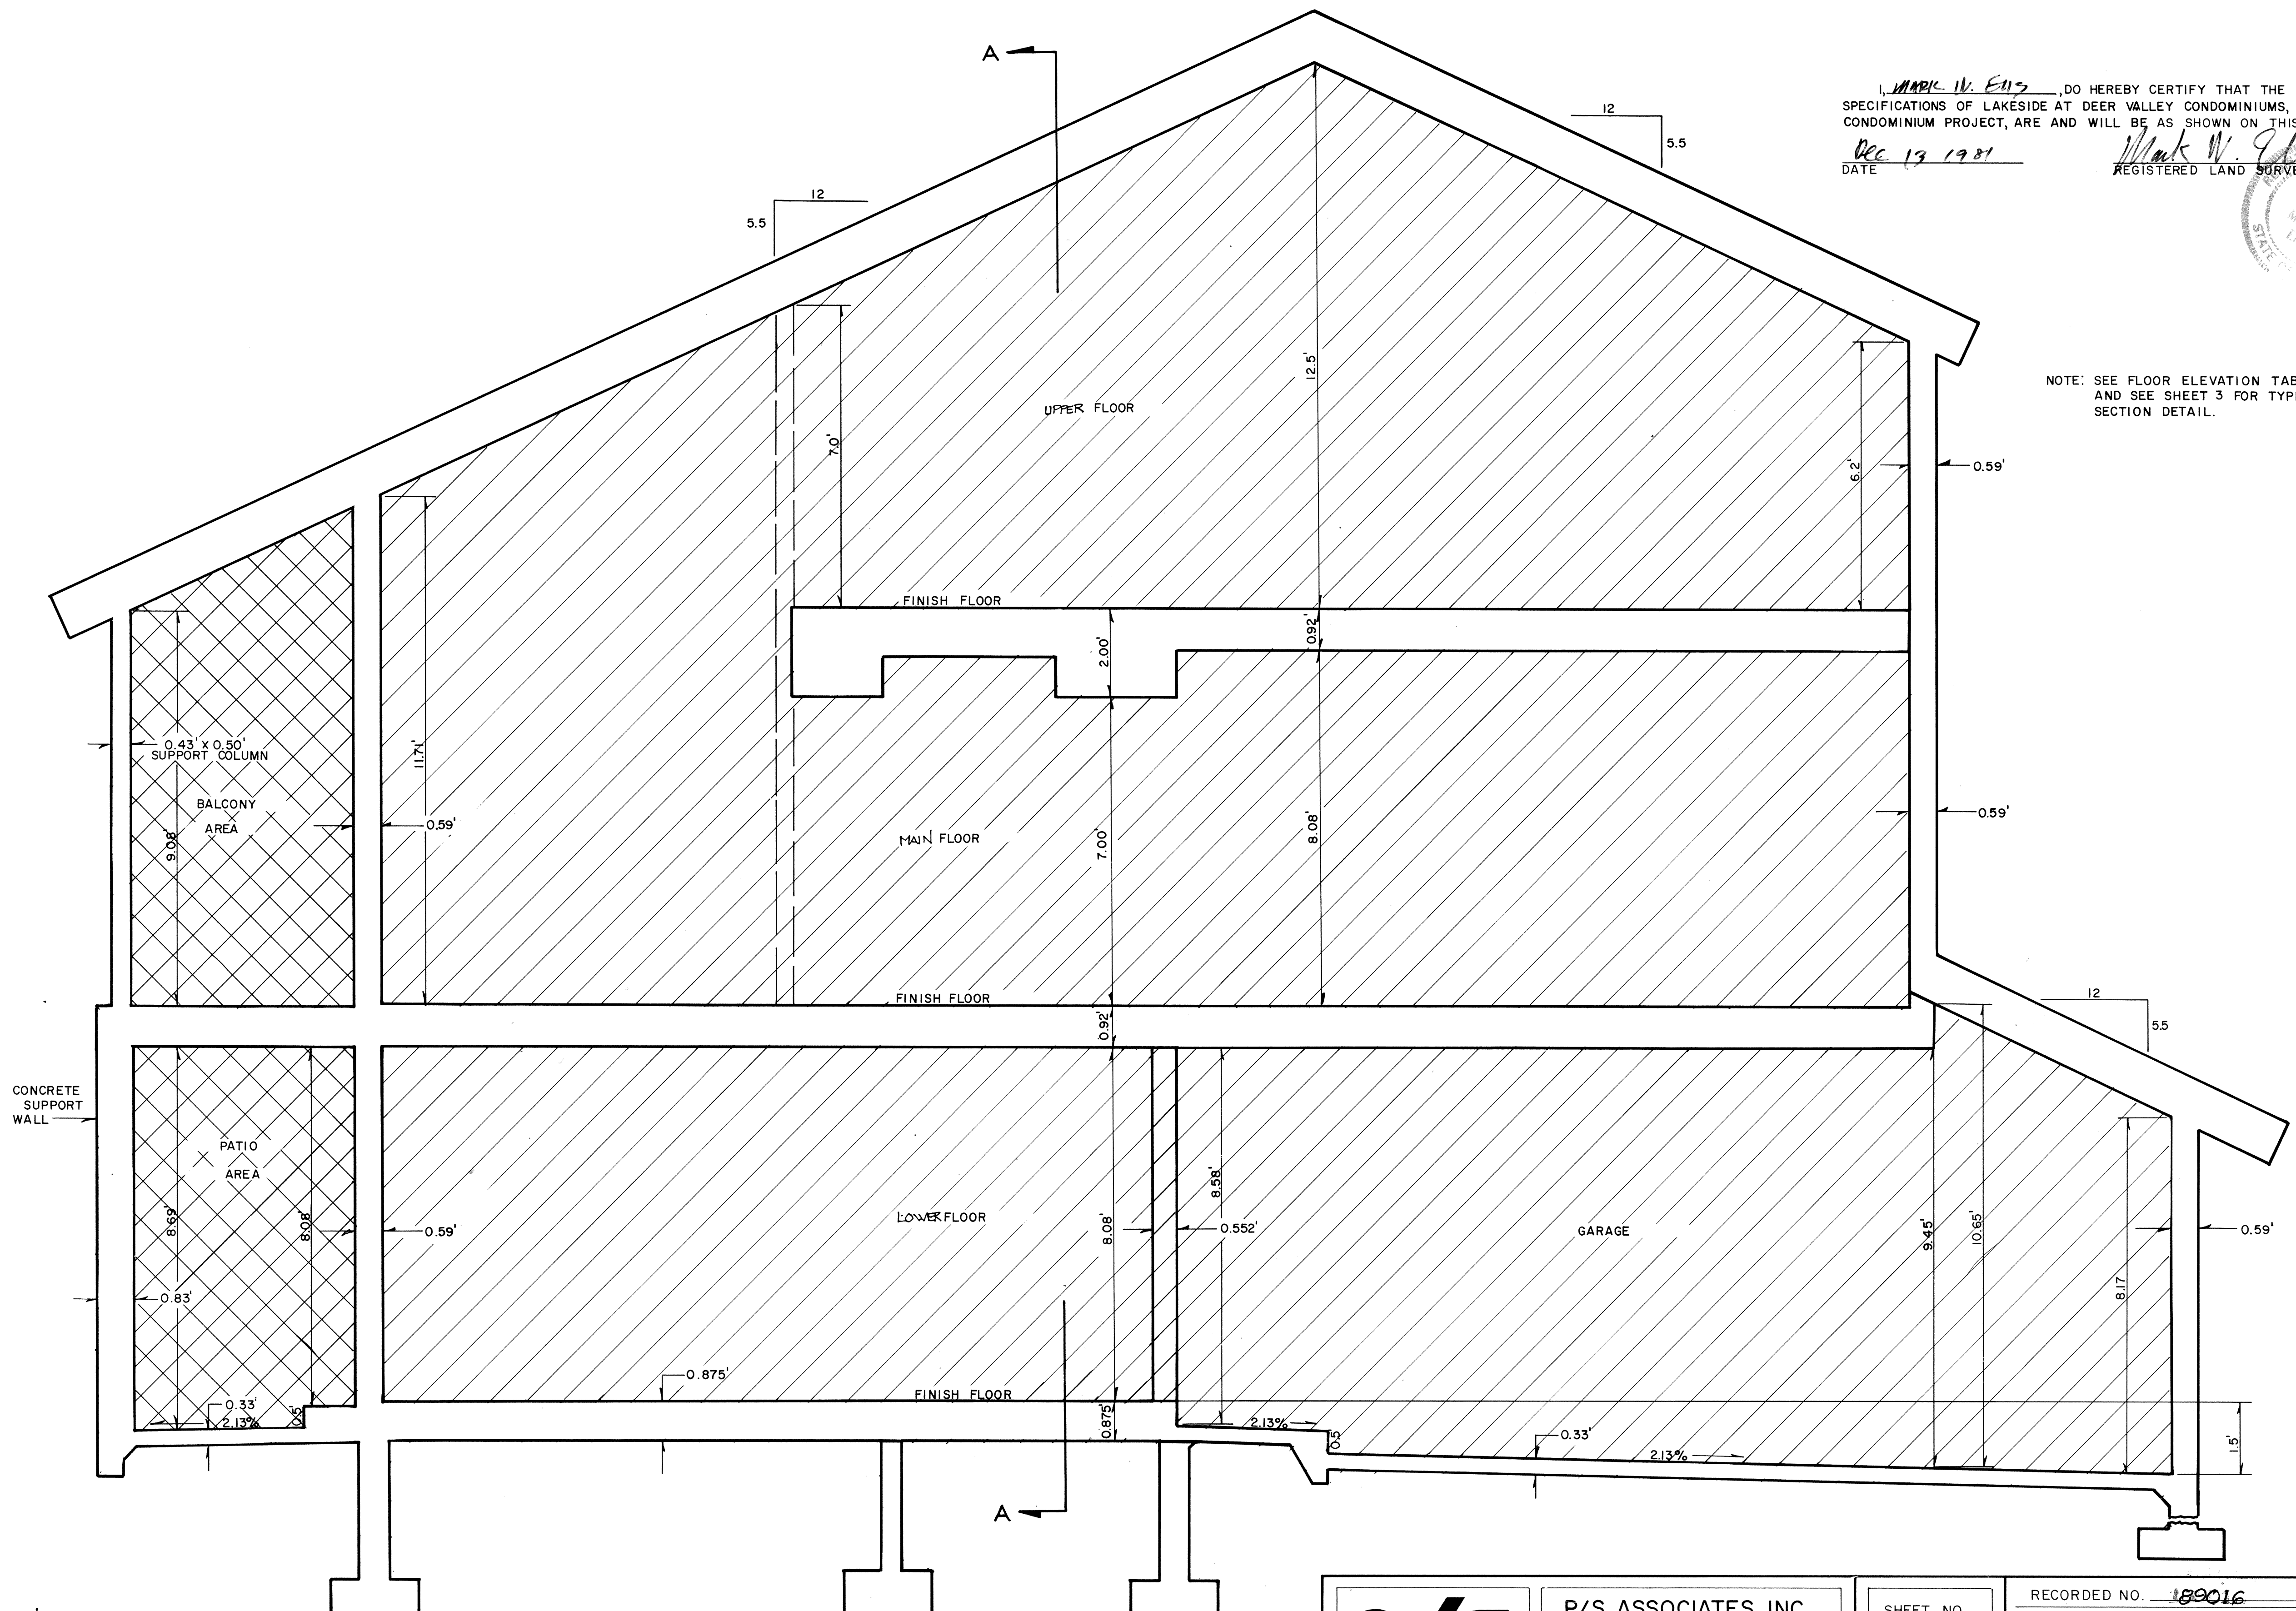 A
I, MARK W. Ellis ,DO HEREBY CERTIFY THAT THE
SPECIFICATIONS OF LAKESIDE AT DEER VALLEY CONDOMINIUMS,
CONDOMINIUM PROJECT, ARE AND WILL BE AS SHOWN ON THIS
Dec 13 1981
Mark W.
DATE
REGISTERED LAND SURVE
STATE
12
5.5
12
5.5
NOTE: SEE FLOOR ELEVATION TAB
AND SEE SHEET 3 FOR TYPI
SECTION DETAIL.
12.5'
UPPER FLOOR
7.0'
6.2'
0.59'
FINISH FLOOR
0.92'
2.00'
0.43' X 0.50'
SUPPORT COLUMN
11.71'
BALCONY
AREA
9.08'
0.59'
MAIN FLOOR
7.00'
8.08'
0.59'
FINISH FLOOR
0.92'
12
5.5
CONCRETE
SUPPORT
WALL
PATIO
AREA
8.69'
8.08'
0.59'
LOWER FLOOR
8.08'
8.58'
0.552'
GARAGE
9.45'
10.65'
8.17
0.59'
0.83'
0.875'
FINISH FLOOR
0.33'
2.13%
0.5'
0.875'
2.13%
0.5
0.33'
2.13%
1.5'
A
P/S ASSOCIATES INC
SHEET NO.
RECORDED NO. 189016